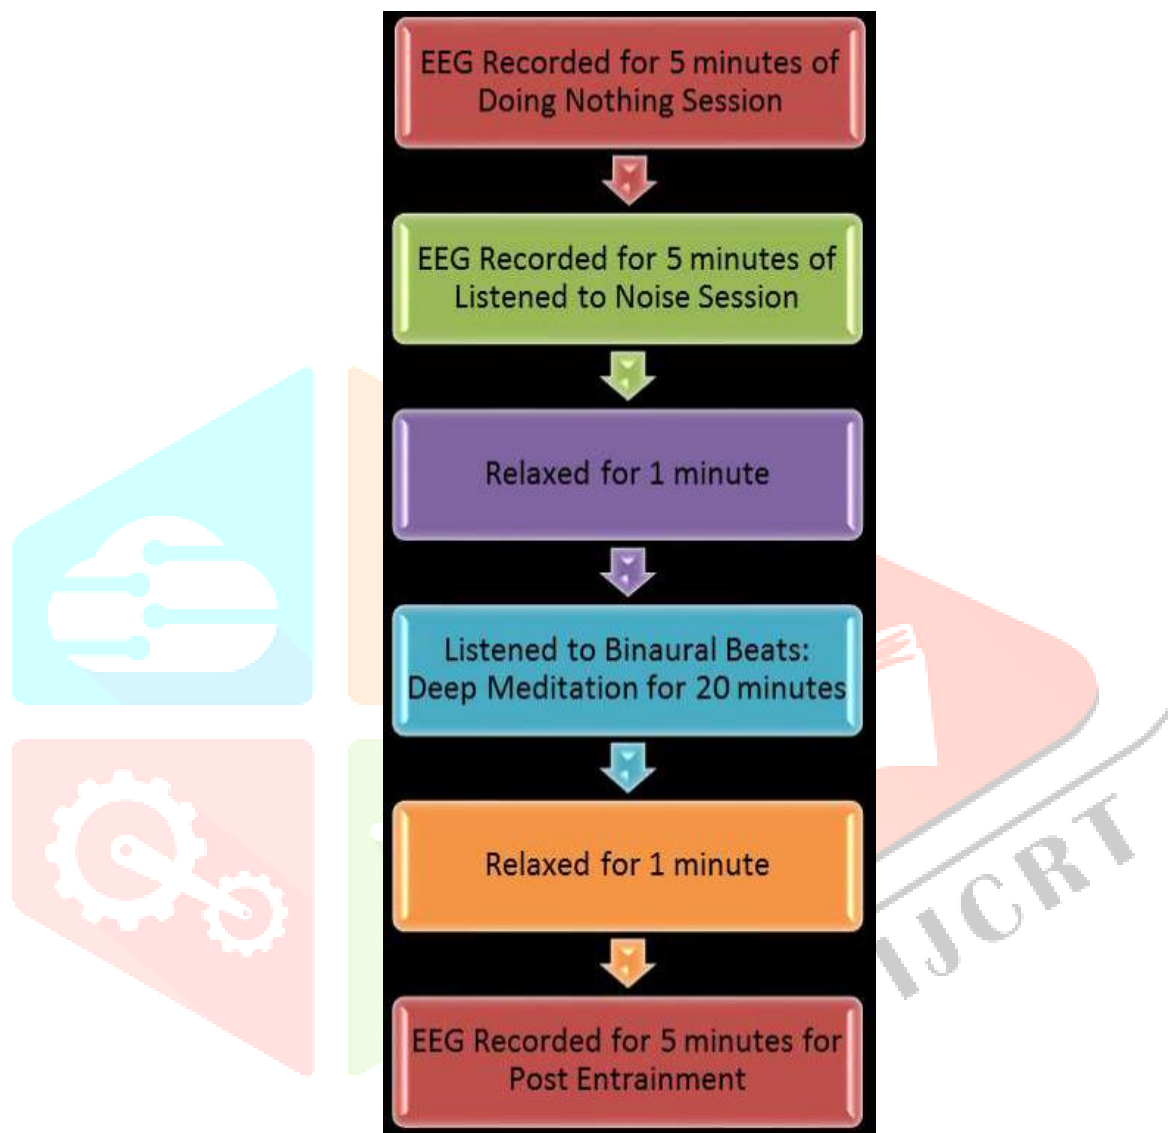 EEG Recorded for 5 minutes of
Doing Nothing Session
EEG Recorded for 5 minutes of
Listened to Noise Session
Relaxed for 1 minute
Listened to Binaural Beats:
Deep Meditation for 20 minutes
Relaxed for 1 minute
EEG Recorded for 5 minutes for
Post Entrainment
IJCRT